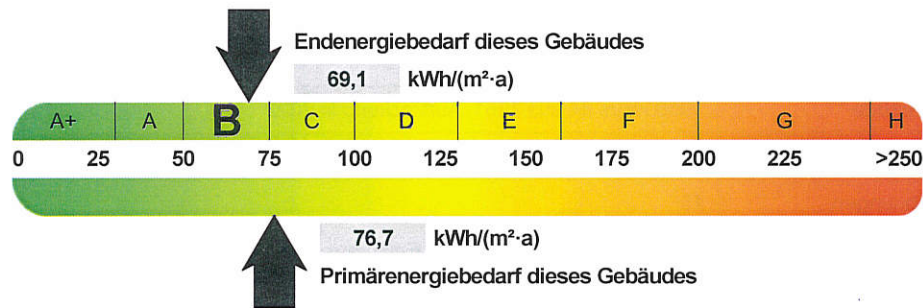 Endenergiebedarf dieses Gebäudes
69,1 kWh/(m²·a)
A+ A B C D E F G H
0 25 50 75 100 125 150 175 200 225 >250
76,7 kWh/(m²·a)
Primärenergiebedarf dieses Gebäudes